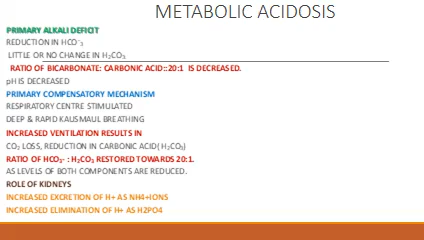 METABOLIC ACIDOSIS
PRIMARY ALKALI DEFICIT
REDUCTION IN HCO⁻₃
LITTLE OR NO CHANGE IN H₂CO₃
RATIO OF BICARBONATE: CARBONIC ACID::20:1 IS DECREASED.
pH IS DECREASED
PRIMARY COMPENSATORY MECHANISM
RESPIRATORY CENTRE STIMULATED
DEEP & RAPID KAUSMAUL BREATHING
INCREASED VENTILATION RESULTS IN
CO₂ LOSS, REDUCTION IN CARBONIC ACID( H₂CO₃)
RATIO OF HCO₃- : H₂CO₃ RESTORED TOWARDS 20:1.
AS LEVELS OF BOTH COMPONENTS ARE REDUCED.
ROLE OF KIDNEYS
INCREASED EXCRETION OF H+ AS NH4+IONS
INCREASED ELIMINATION OF H+ AS H2PO4